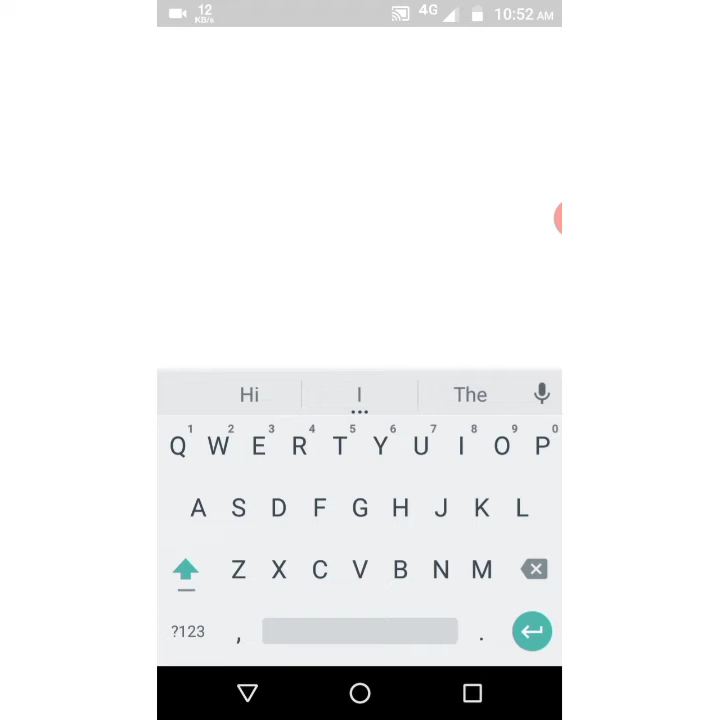 12 4G 10:52 AM
KB/s
Hi I The
1 2 3 4 5 6 7 8 9 0
Q W E R T Y U I O P
A S D F G H J K L
Z X C V B N M
?123 , .